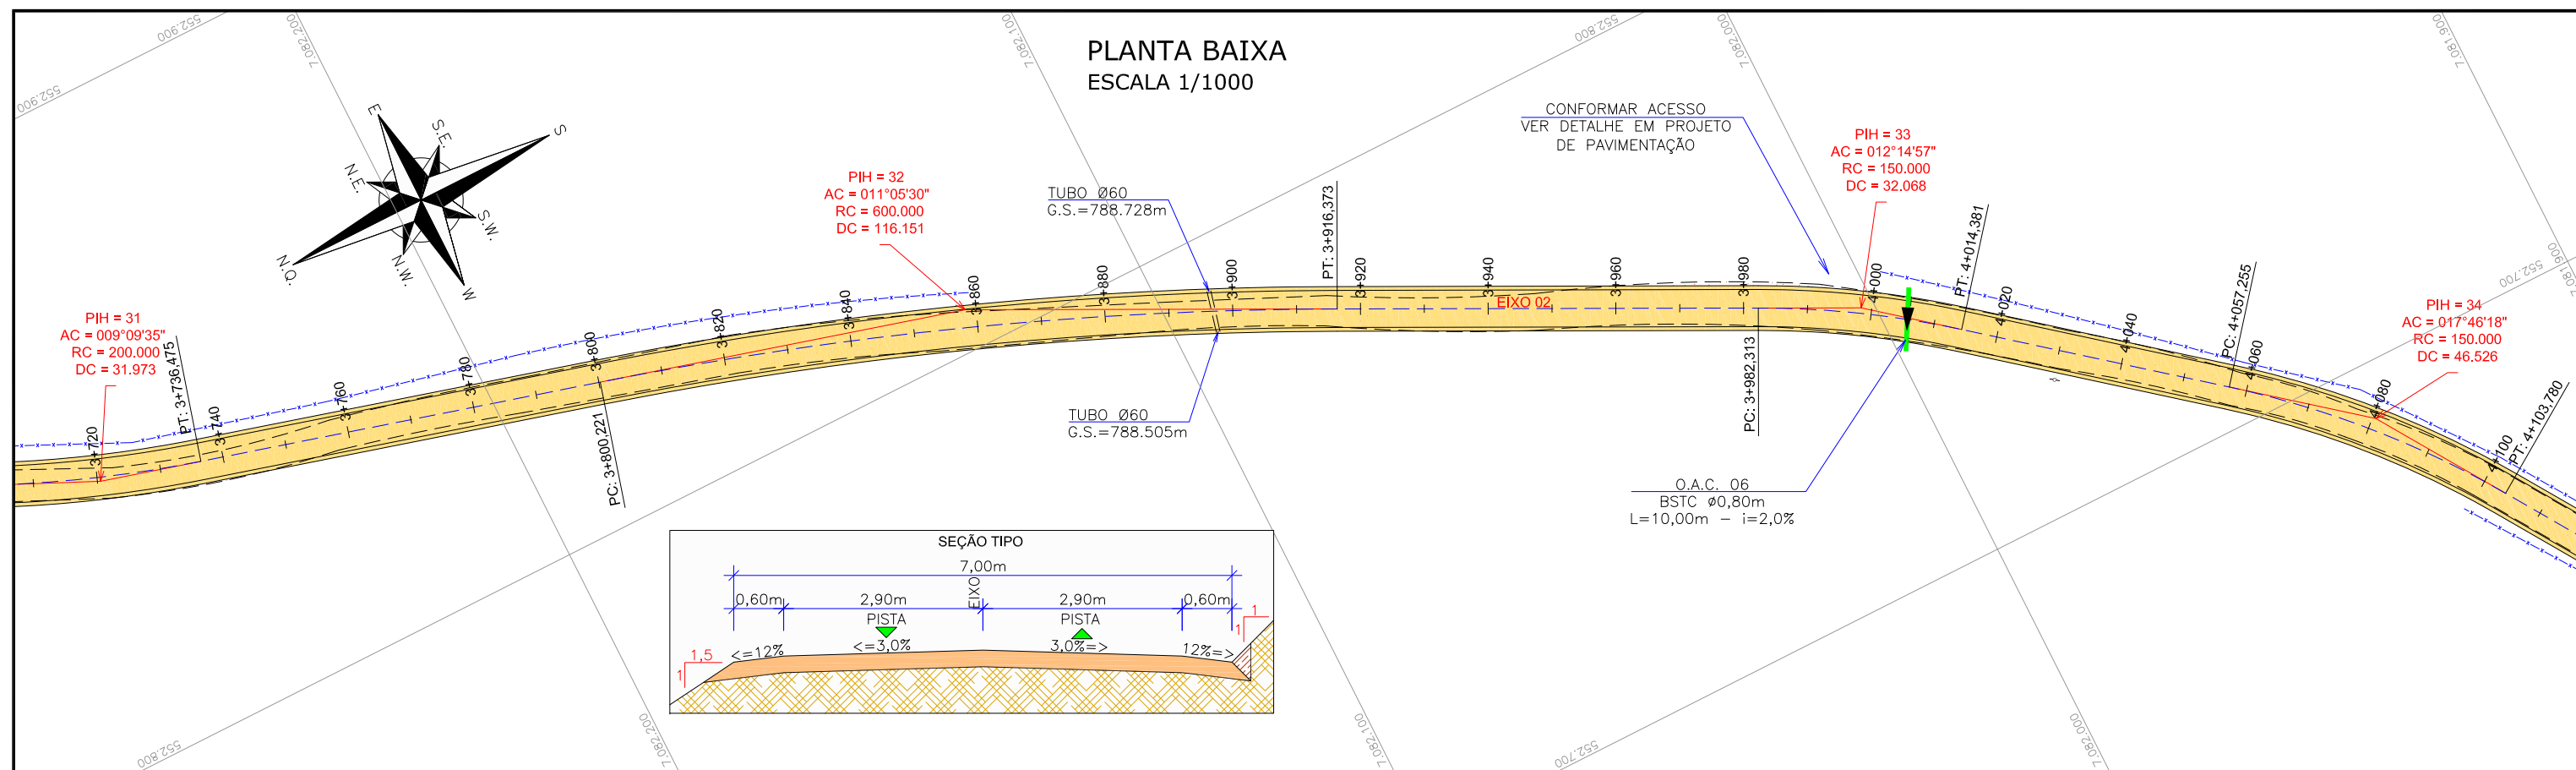 PLANTA BAIXA
ESCALA 1/1000
552.900
7.082.200
7.082.100
552.800
7.082.000
7.081.900
552.900
E
S.E.
S
N.E.
S.W.
N.O.
N.W.
W
PIH = 31
AC = 009°09'35"
RC = 200.000
DC = 31.973
PT: 3+736,475
3+720
3+740
3+760
3+780
3+800
PC: 3+800,221
3+820
3+840
PIH = 32
AC = 011°05'30"
RC = 600.000
DC = 116.151
3+860
3+880
TUBO Ø60
G.S.=788.728m
TUBO Ø60
G.S.=788.505m
3+900
PT: 3+916,373
3+920
3+940
EIXO 02
3+960
3+980
PC: 3+982,313
CONFORMAR ACESSO
VER DETALHE EM PROJETO
DE PAVIMENTAÇÃO
PIH = 33
AC = 012°14'57"
RC = 150.000
DC = 32.068
4+000
PT: 4+014,381
4+020
4+040
PC: 4+057,255
4+060
O.A.C. 06
BSTC Ø0,80m
L=10,00m - i=2,0%
552.700
7.081.900
PIH = 34
AC = 017°46'18"
RC = 150.000
DC = 46.526
4+080
4+100
PT: 4+103,780
SEÇÃO TIPO
7,00m
EIXO
0,60m
2,90m
2,90m
0,60m
PISTA
PISTA
1
1
<=12%
<=3,0%
3,0%=>
12%=>
1,5
1
552.800
7.082.200
7.082.100
552.700
7.082.000